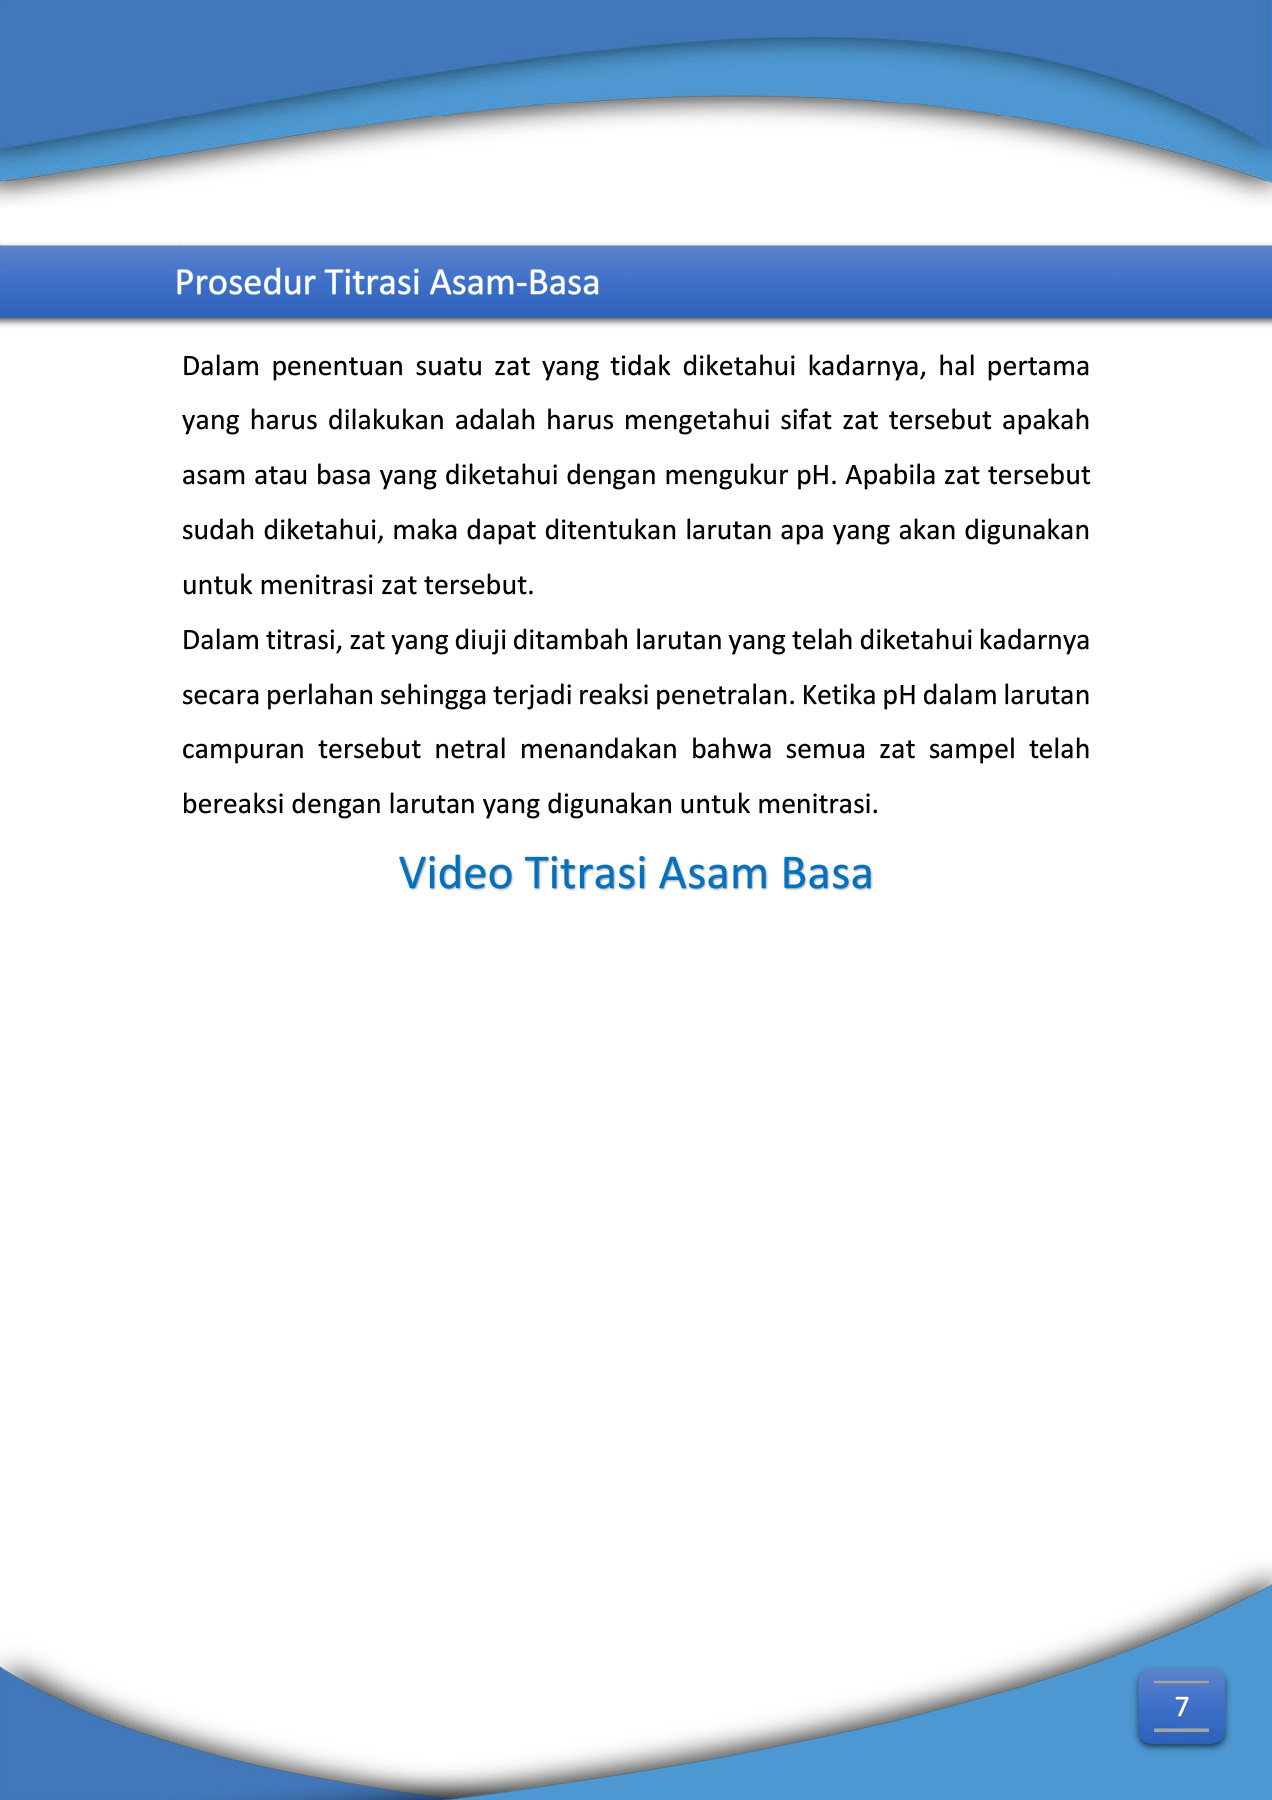 Prosedur Titrasi Asam-Basa
Dalam penentuan suatu zat yang tidak diketahui kadarnya, hal pertama
yang harus dilakukan adalah harus mengetahui sifat zat tersebut apakah
asam atau basa yang diketahui dengan mengukur pH. Apabila zat tersebut
sudah diketahui, maka dapat ditentukan larutan apa yang akan digunakan
untuk menitrasi zat tersebut.
Dalam titrasi, zat yang diuji ditambah larutan yang telah diketahui kadarnya
secara perlahan sehingga terjadi reaksi penetralan. Ketika pH dalam larutan
campuran tersebut netral menandakan bahwa semua zat sampel telah
bereaksi dengan larutan yang digunakan untuk menitrasi.
Video Titrasi Asam Basa
7